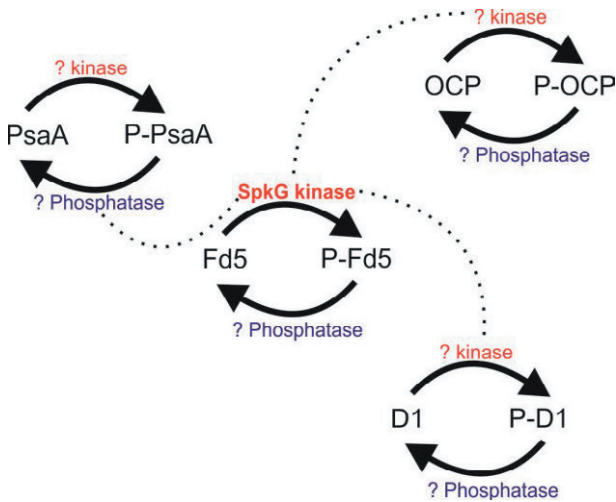 ? kinase
OCP P-OCP
? Phosphatase
? kinase
PsaA P-PsaA
? Phosphatase
SpkG kinase
Fd5 P-Fd5
? Phosphatase
? kinase
D1 P-D1
? Phosphatase